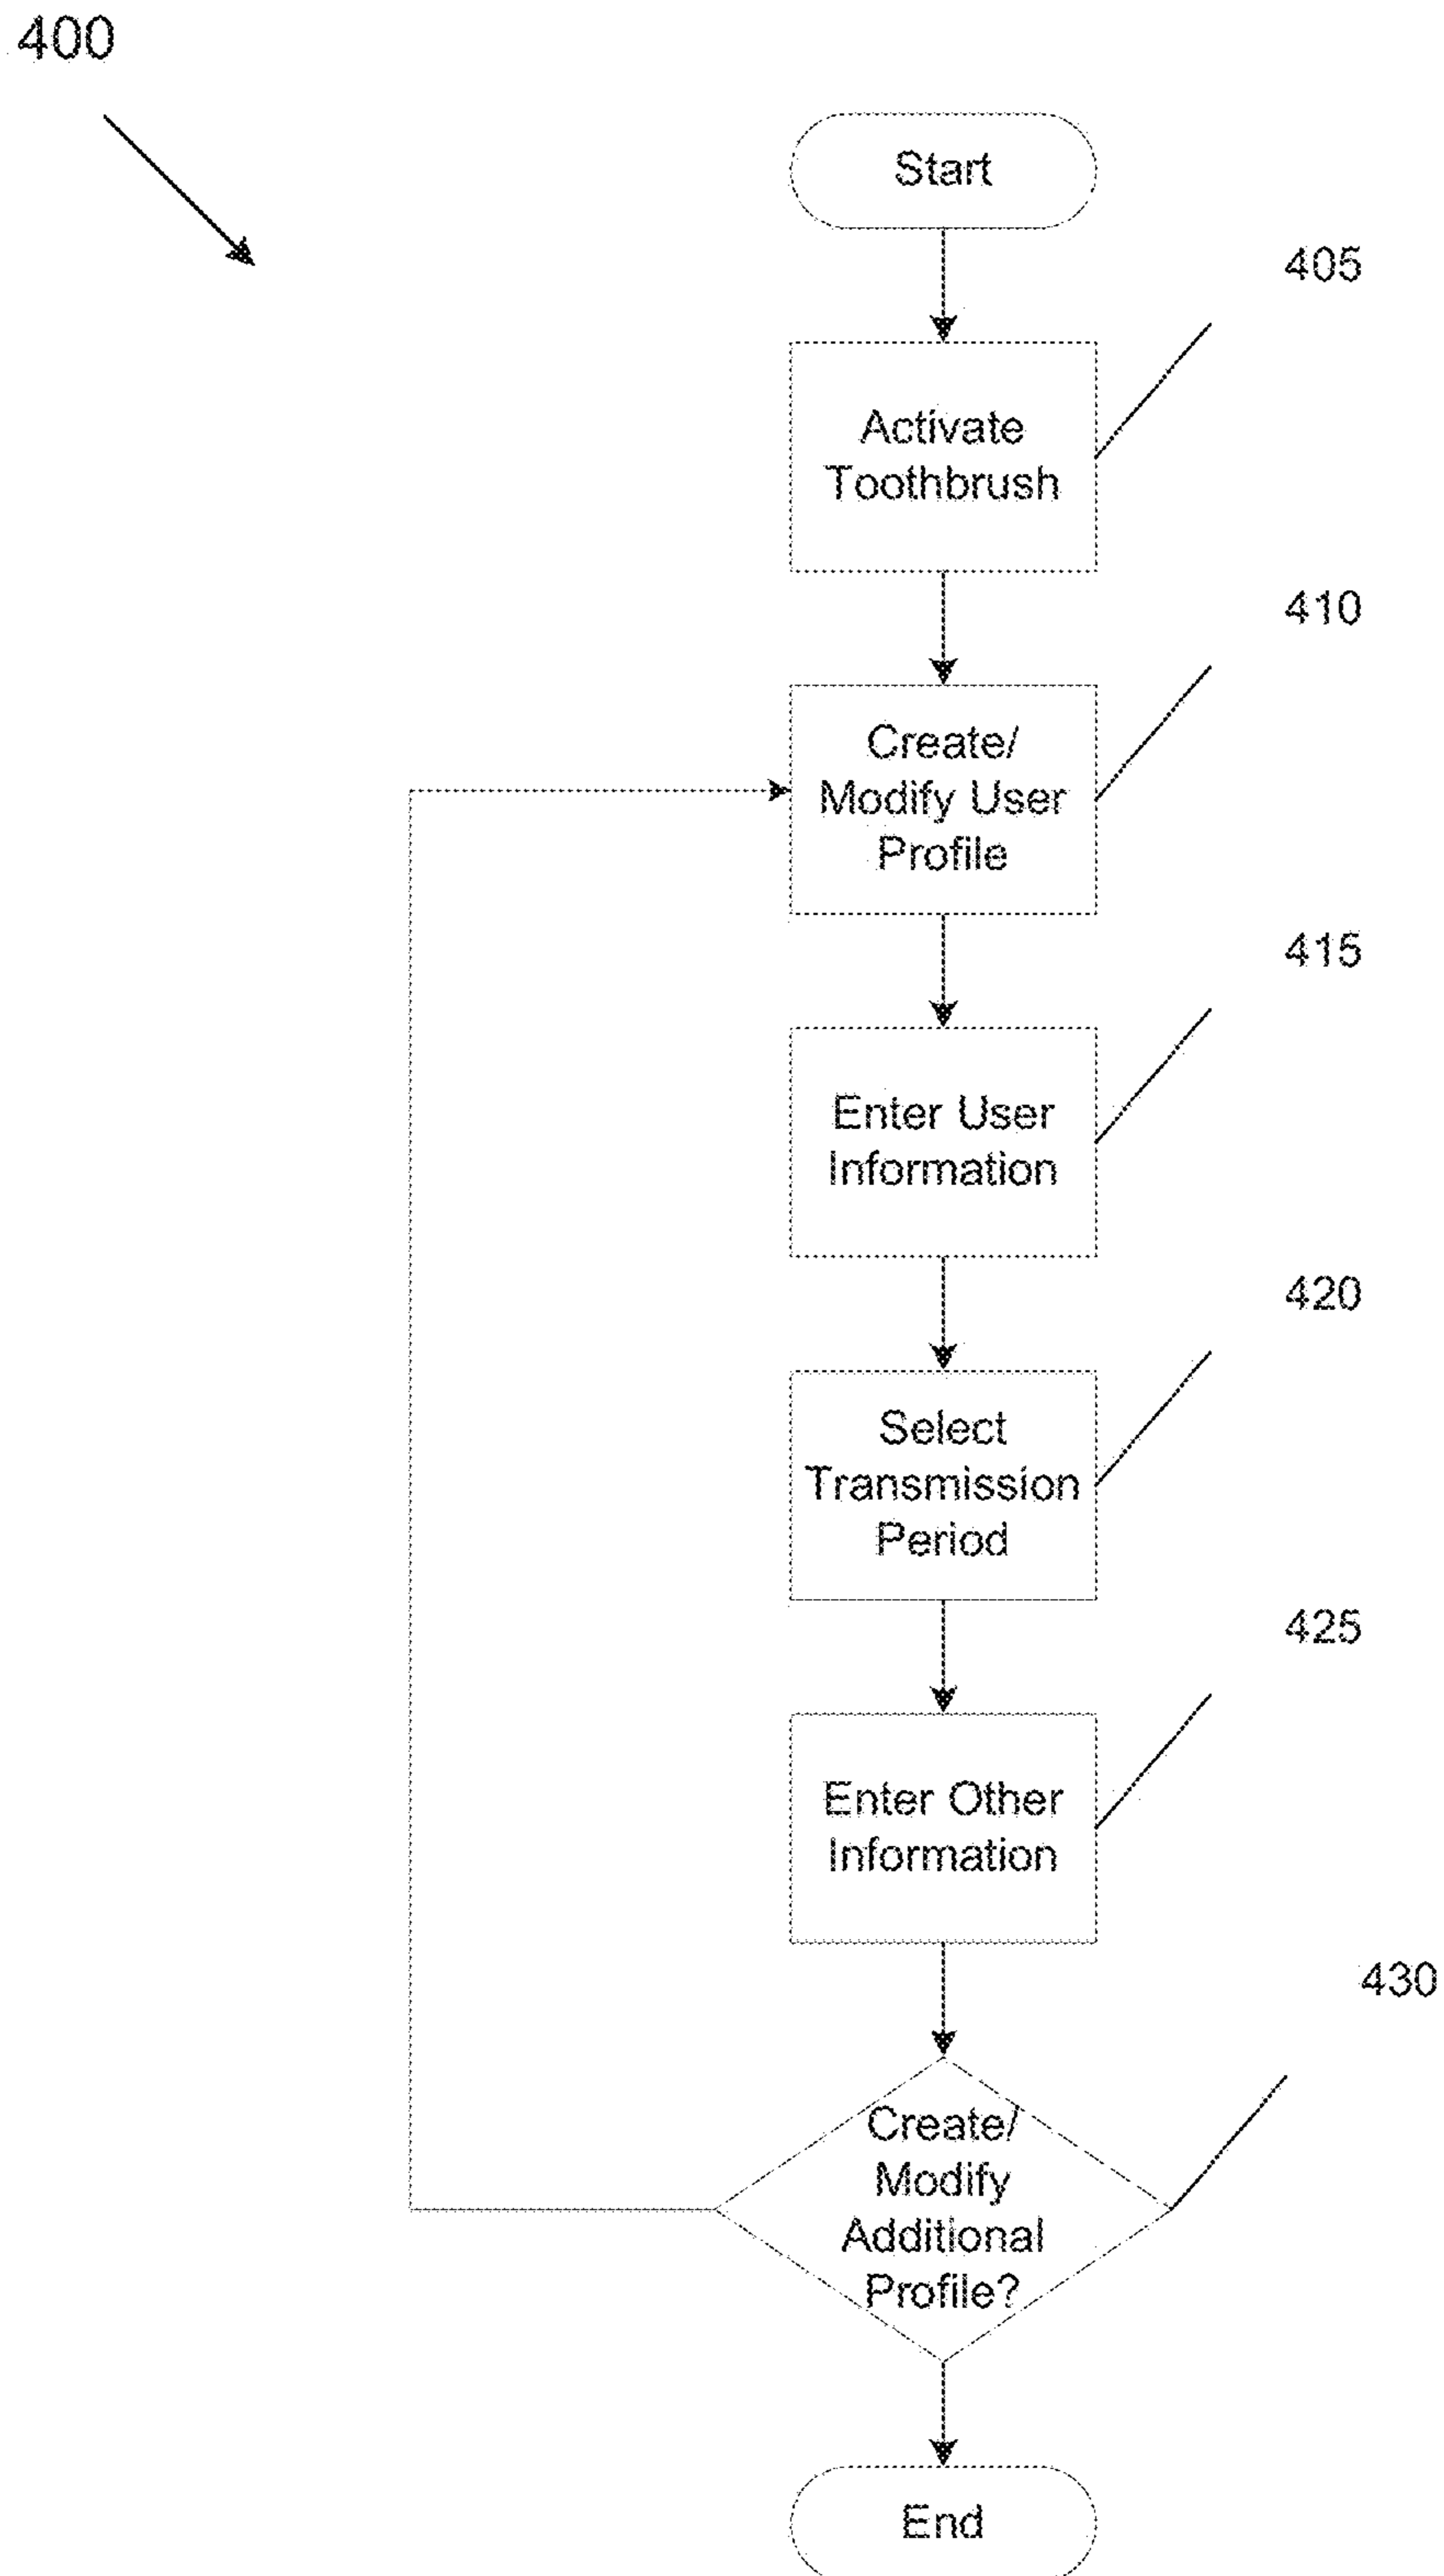 400
Start
405
Activate
Toothbrush
410
Create/
Modify User
Profile
415
Enter User
Information
420
Select
Transmission
Period
425
Enter Other
Information
430
Create/
Modify
Additional
Profile?
End